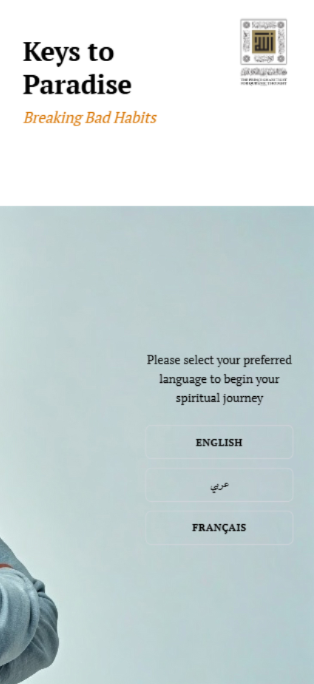 Keys to
Paradise
Breaking Bad Habits
Please select your preferred
language to begin your
spiritual journey
ENGLISH
عربي
FRANÇAIS